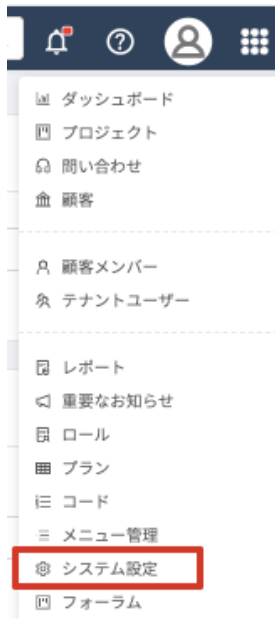 ダッシュボード
プロジェクト
問い合わせ
顧客
顧客メンバー
テナントユーザー
レポート
重要なお知らせ
ロール
プラン
コード
メニュー管理
システム設定
フォーラム